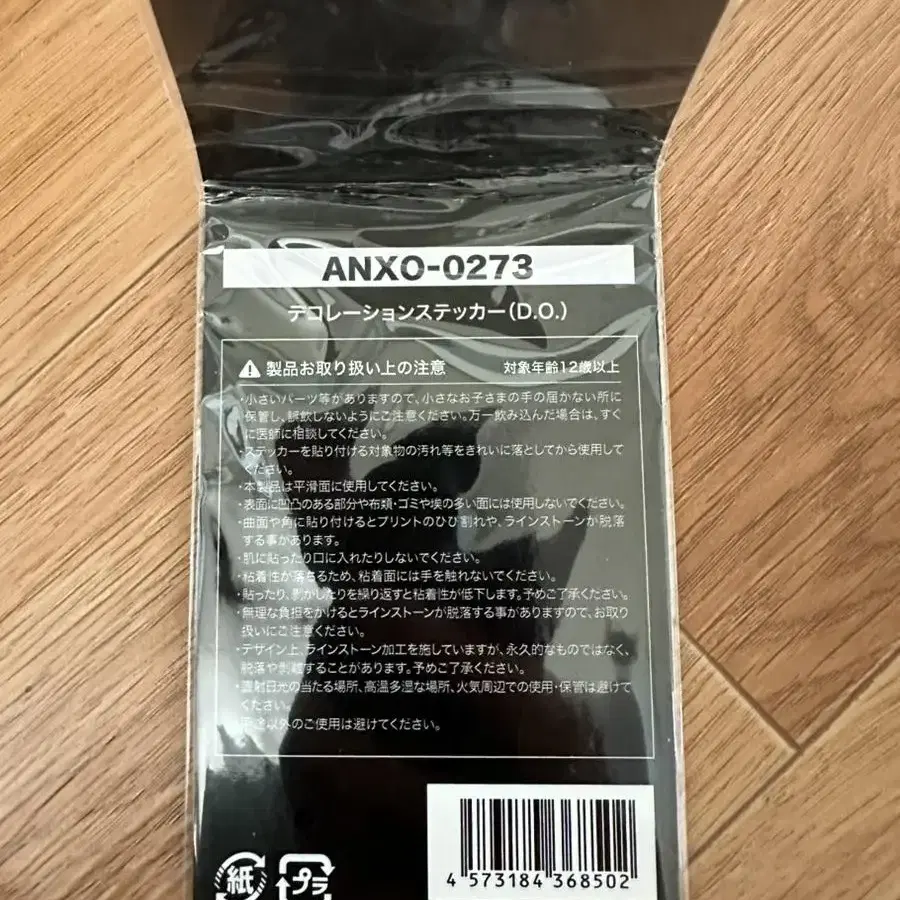 ANXO-0273
デコレーションステッカー(D.O.)
製品お取り扱い上の注意 対象年齢12歳以上
・小さいパーツ等がありますので、小さなお子さまの手の届かない所に
保管し、誤飲しないようにご注意ください。万一飲み込んだ場合は、すぐ
に医師に相談してください。
・ステッカーを貼り付ける対象物の汚れ等をきれいに落としてから使用して
ください。
・本製品は平滑面に使用してください。
・表面に凹凸のある部分や布類・ゴミや埃の多い面には使用しないでください。
・曲面や角に貼り付けるとプリントのひび割れや、ラインストーンが脱落
する事があります。
・肌に貼ったり口に入れたりしないでください。
・粘着性が落ちるため、粘着面には手を触れないでください。
・貼ったり、剥がしたりを繰り返すと粘着性が低下します。予めご了承ください。
・無理な負担をかけるとラインストーンが脱落する事がありますので、お取り
扱いにご注意ください。
・デザイン上、ラインストーン加工を施していますが、永久的なものではなく、
脱落や剥離することがあります。予めご了承ください。
・直射日光の当たる場所、高温多湿な場所、火気周辺での使用・保管は避けて
ください。
・用途以外のご使用は避けてください。
紙 プラ
4 573184 368502